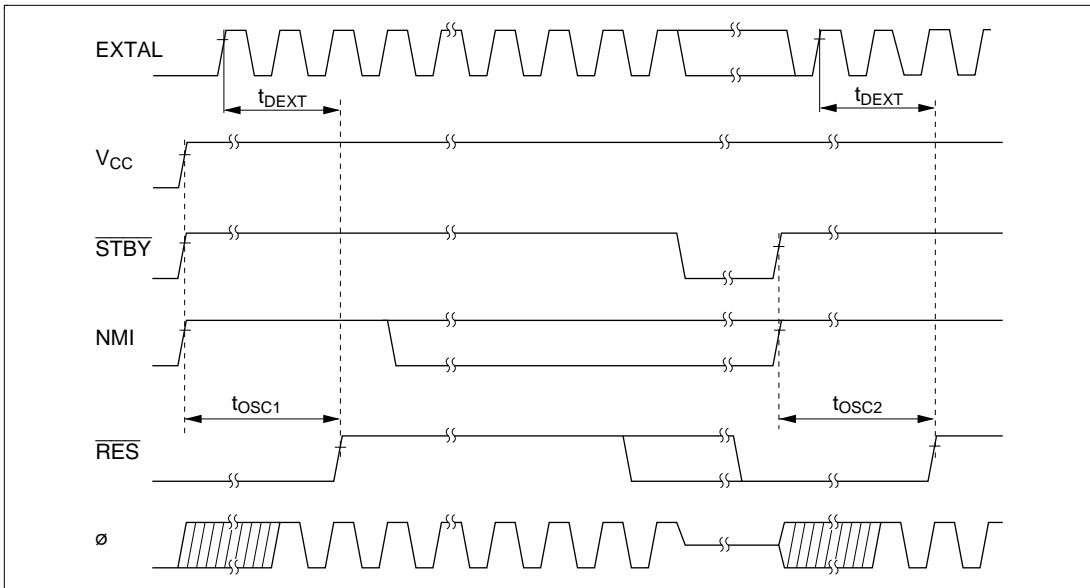 EXTAL
tDEXT
tDEXT
VCC
STBY
NMI
tOSC1
tOSC2
RES
ø